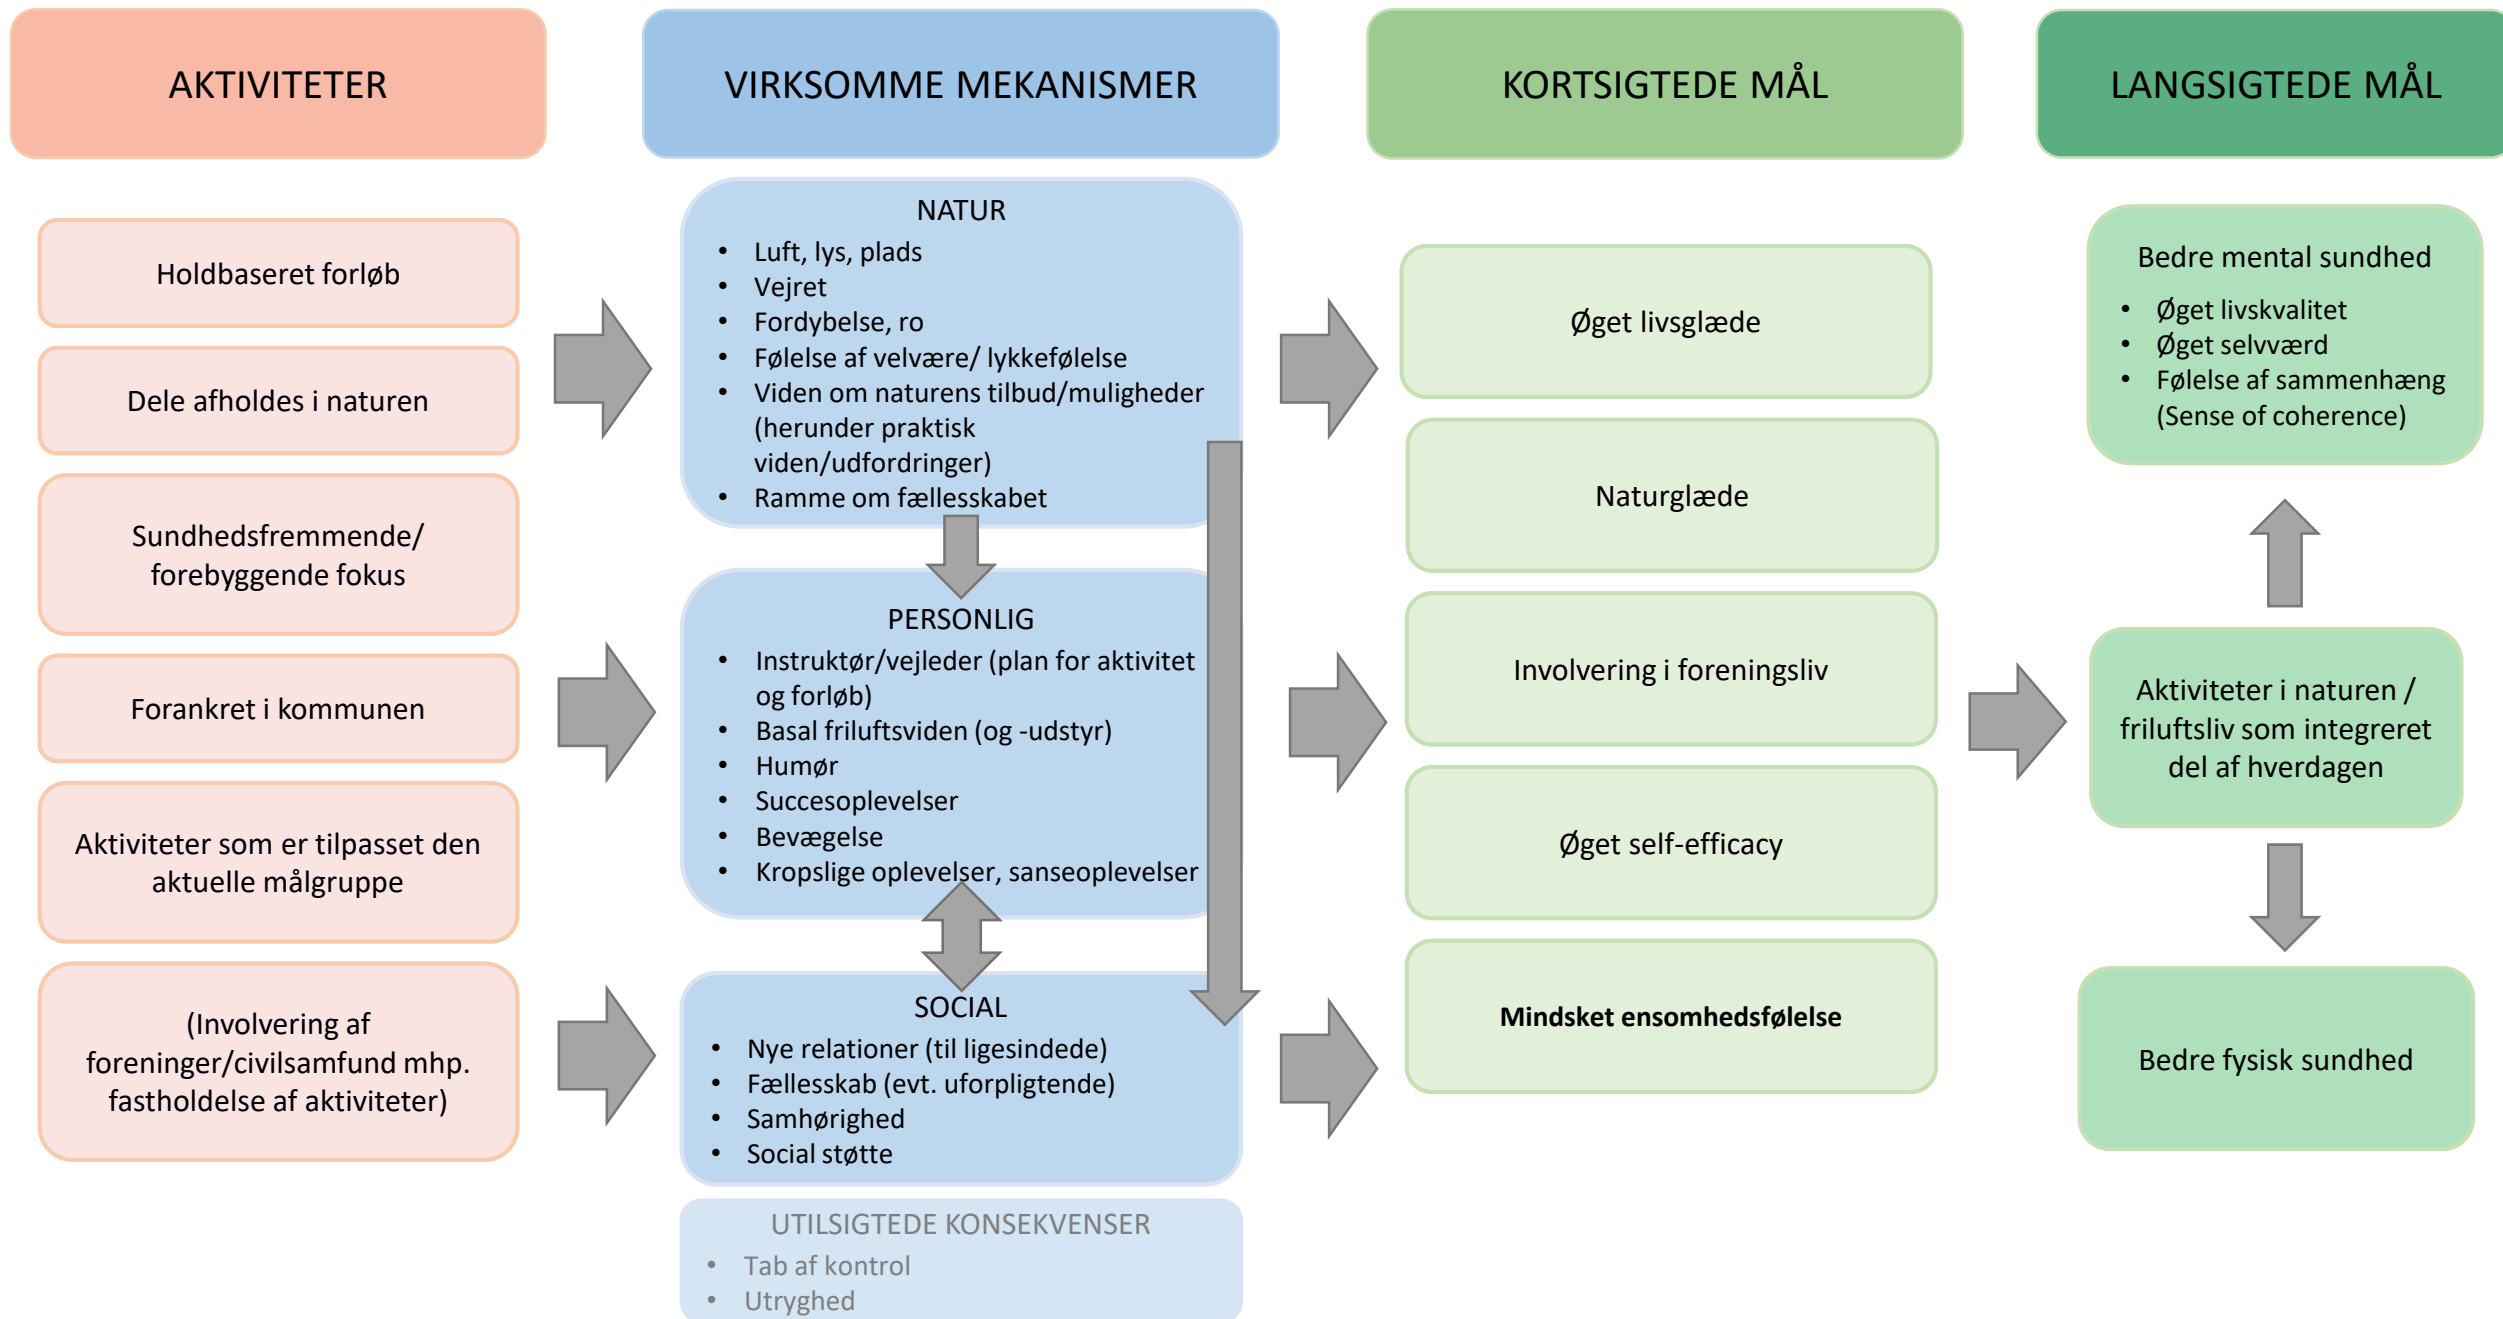 AKTIVITETER
VIRKSOMME MEKANISMER
KORTSIGTEDE MÅL
LANGSIGTEDE MÅL
Holdbaseret forløb
Dele afholdes i naturen
Sundhedsfremmende/
forebyggende fokus
Forankret i kommunen
Aktiviteter som er tilpasset den
aktuelle målgruppe
(Involvering af
foreninger/civilsamfund mhp.
fastholdelse af aktiviteter)
NATUR
• Luft, lys, plads
• Vejret
• Fordybelse, ro
• Følelse af velvære/ lykkefølelse
• Viden om naturens tilbud/muligheder
(herunder praktisk
viden/udfordringer)
• Ramme om fællesskabet
PERSONLIG
• Instruktør/vejleder (plan for aktivitet
og forløb)
• Basal friluftsviden (og -udstyr)
• Humør
• Succesoplevelser
• Bevægelse
• Kropslige oplevelser, sanseoplevelser
SOCIAL
• Nye relationer (til ligesindede)
• Fællesskab (evt. uforpligtende)
• Samhørighed
• Social støtte
UTILSIGTEDE KONSEKVENSER
• Tab af kontrol
• Utryghed
Øget livsglæde
Naturglæde
Involvering i foreningsliv
Øget self-efficacy
Mindsket ensomhedsfølelse
Bedre mental sundhed
• Øget livskvalitet
• Øget selvværd
• Følelse af sammenhæng
(Sense of coherence)
Aktiviteter i naturen /
friluftsliv som integreret
del af hverdagen
Bedre fysisk sundhed